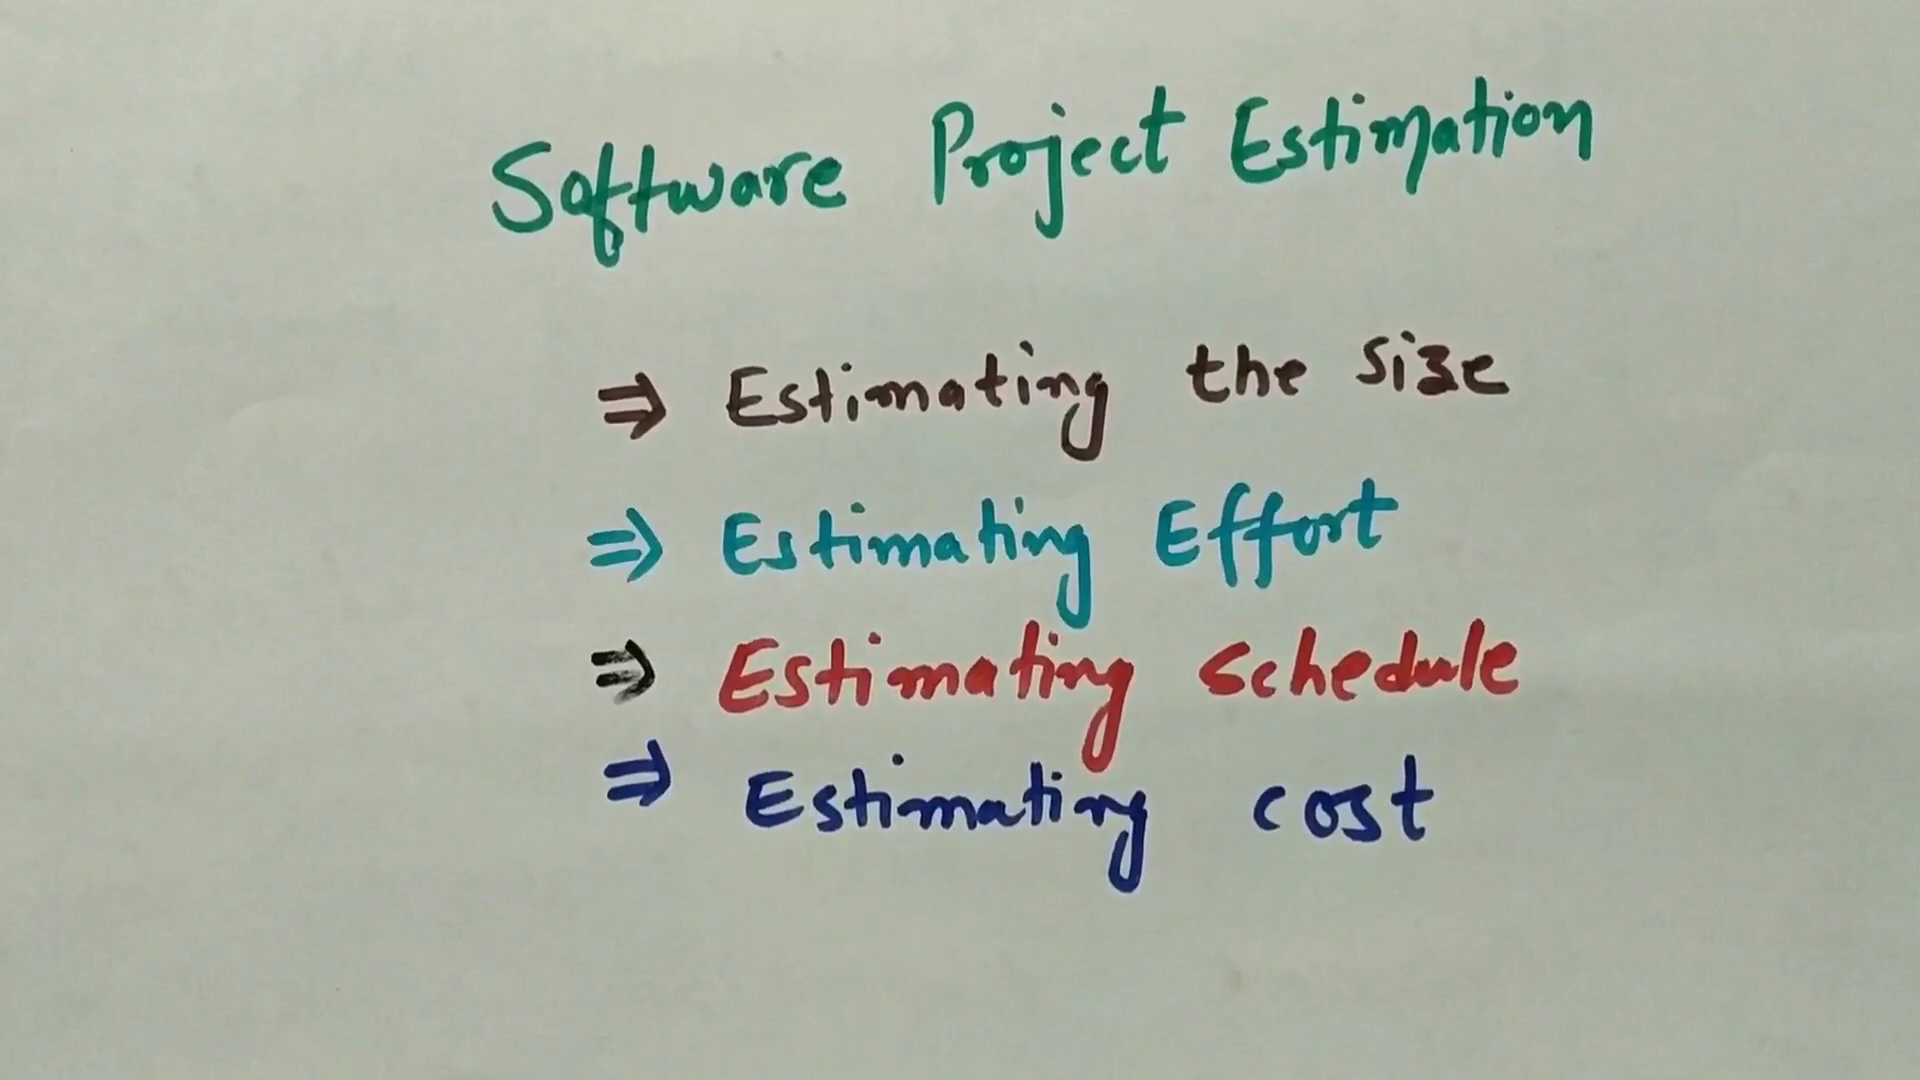 Software Project Estimation
⇒ Estimating the size
⇒ Estimating Effort
⇒ Estimating Schedule
⇒ Estimating cost